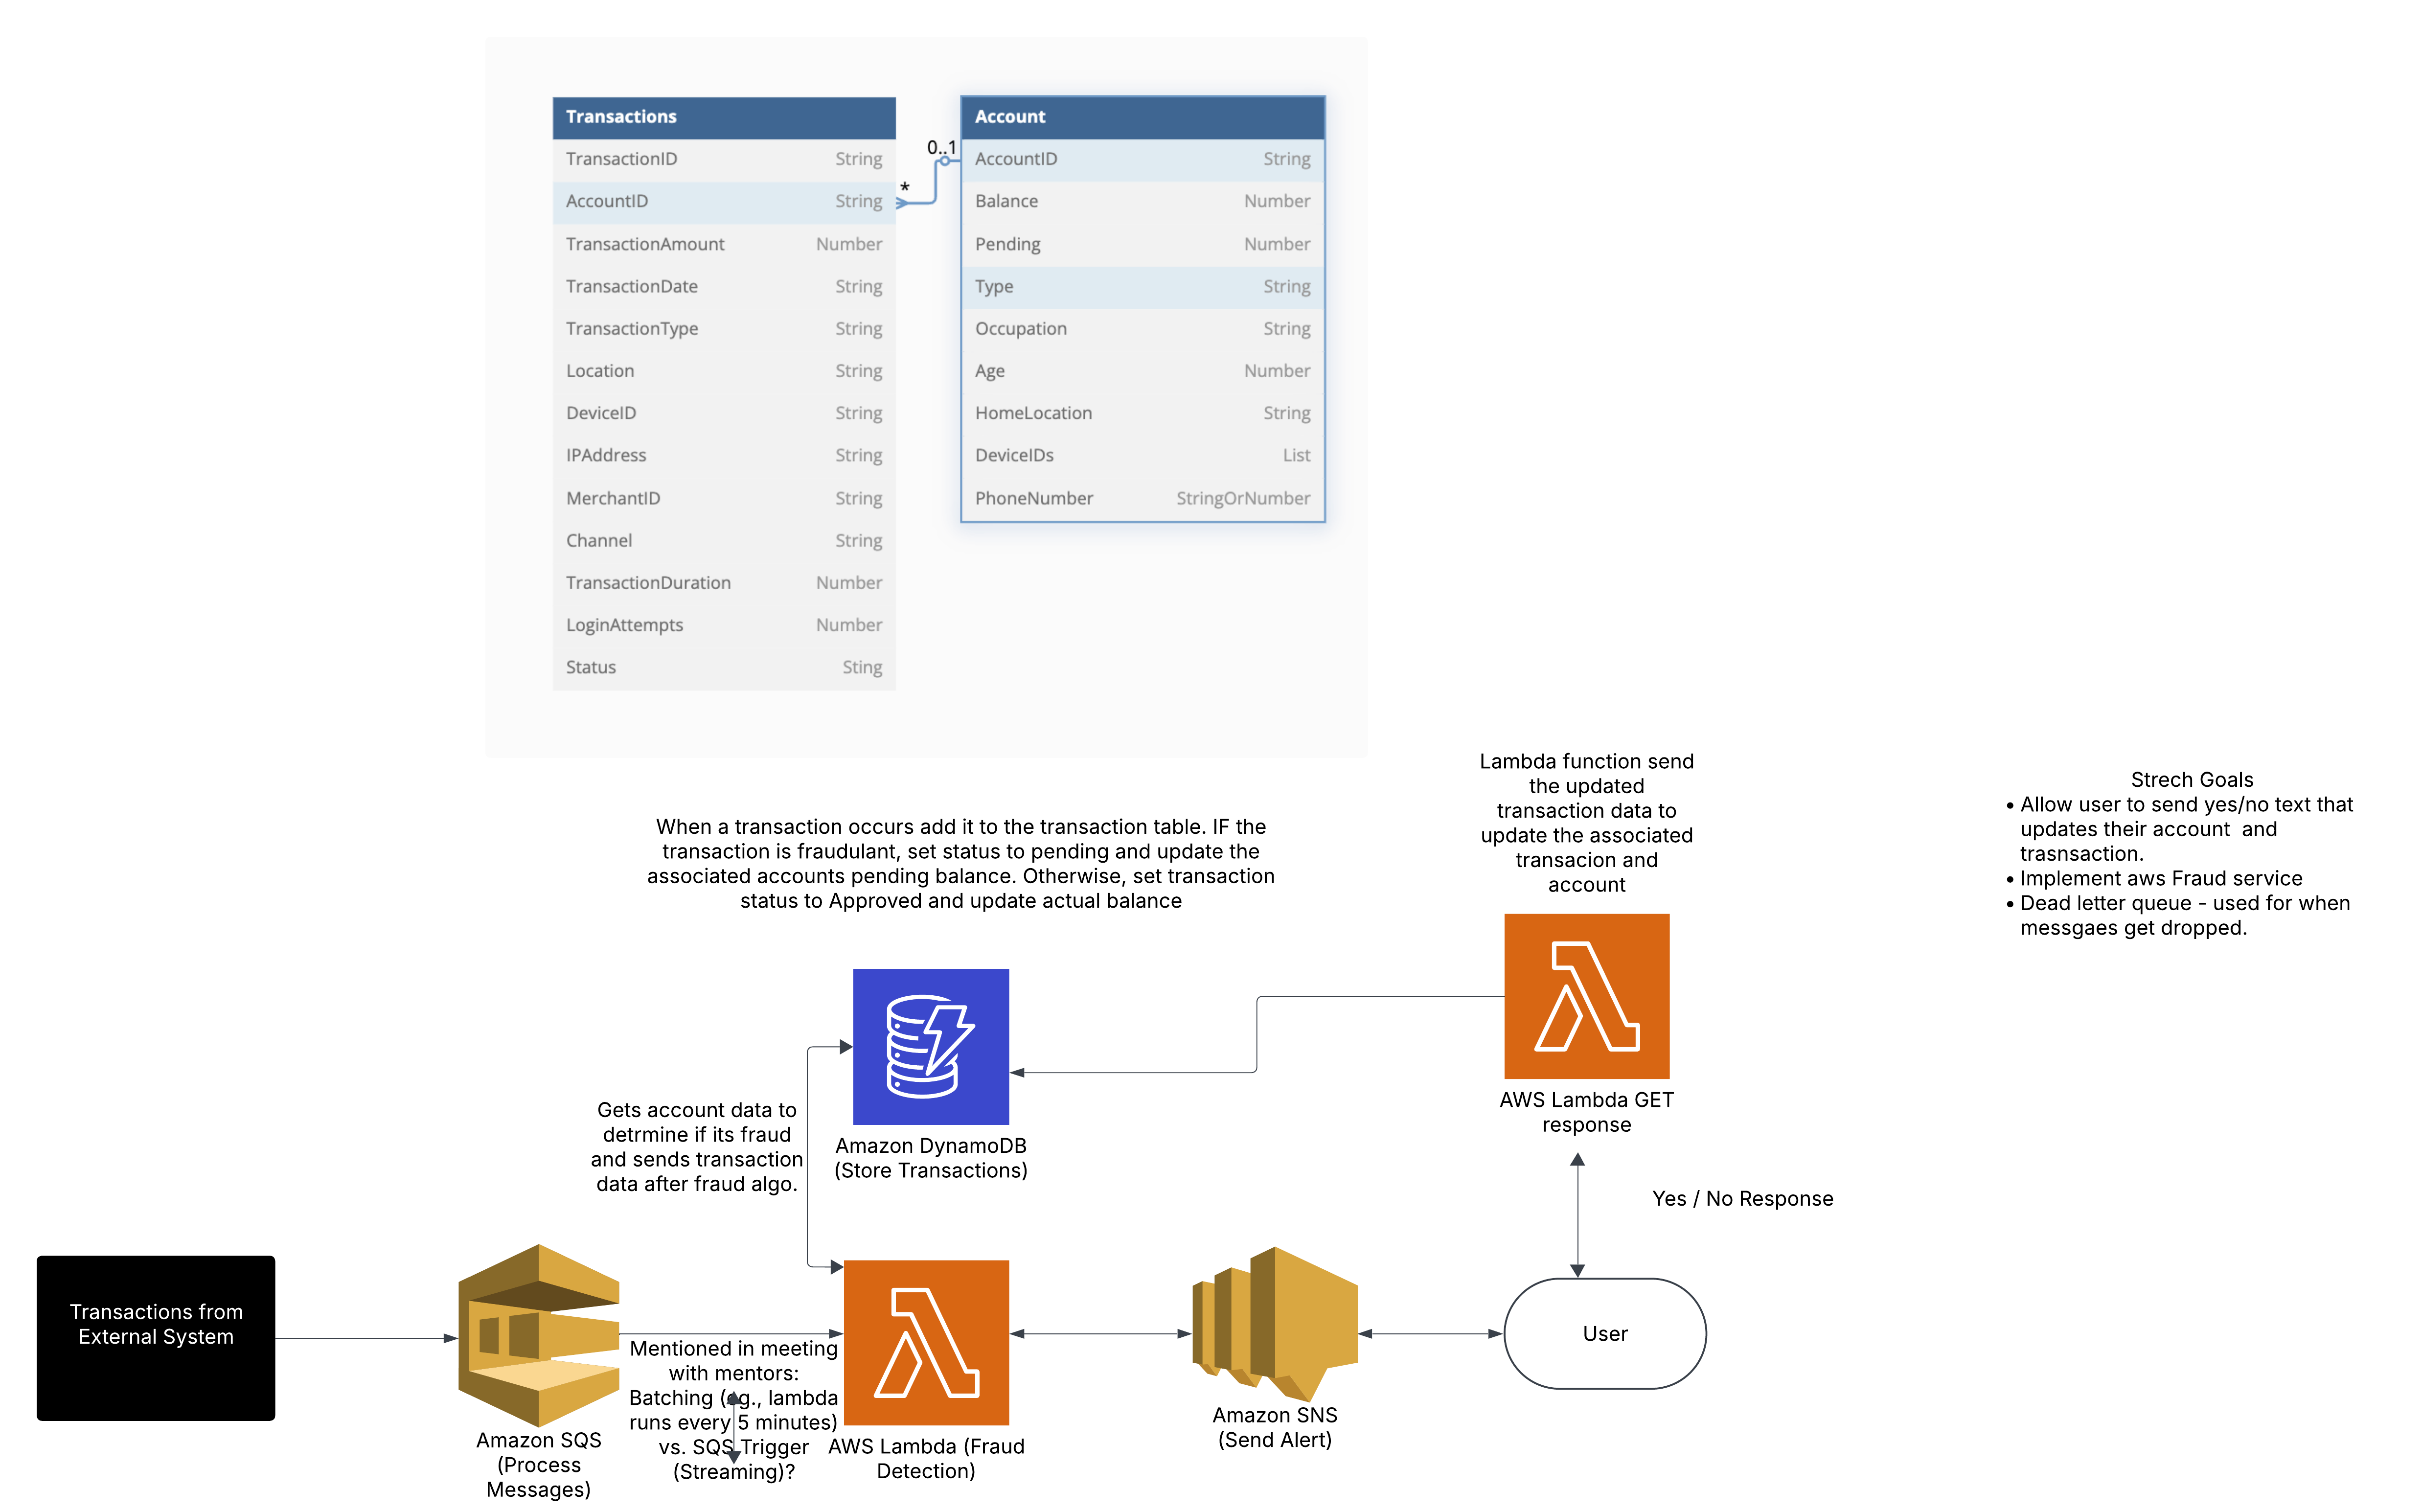 Transactions
TransactionID String
AccountID String
TransactionAmount Number
TransactionDate String
TransactionType String
Location String
DeviceID String
IPAddress String
MerchantID String
Channel String
TransactionDuration Number
LoginAttempts Number
Status Sting
*
0..1
Account
AccountID String
Balance Number
Pending Number
Type String
Occupation String
Age Number
HomeLocation String
DeviceIDs List
PhoneNumber StringOrNumber
Lambda function send
the updated
transaction data to
update the associated
transacion and
account
Strech Goals
• Allow user to send yes/no text that
updates their account and
trasnsaction.
• Implement aws Fraud service
• Dead letter queue - used for when
messgaes get dropped.
When a transaction occurs add it to the transaction table. IF the
transaction is fraudulant, set status to pending and update the
associated accounts pending balance. Otherwise, set transaction
status to Approved and update actual balance
Gets account data to
detrmine if its fraud
and sends transaction
data after fraud algo.
Amazon DynamoDB
(Store Transactions)
AWS Lambda GET
response
Yes / No Response
Transactions from
External System
Amazon SQS
(Process
Messages)
Mentioned in meeting
with mentors:
Batching (eg., lambda
runs every 5 minutes)
vs. SQS Trigger
(Streaming)?
AWS Lambda (Fraud
Detection)
Amazon SNS
(Send Alert)
User